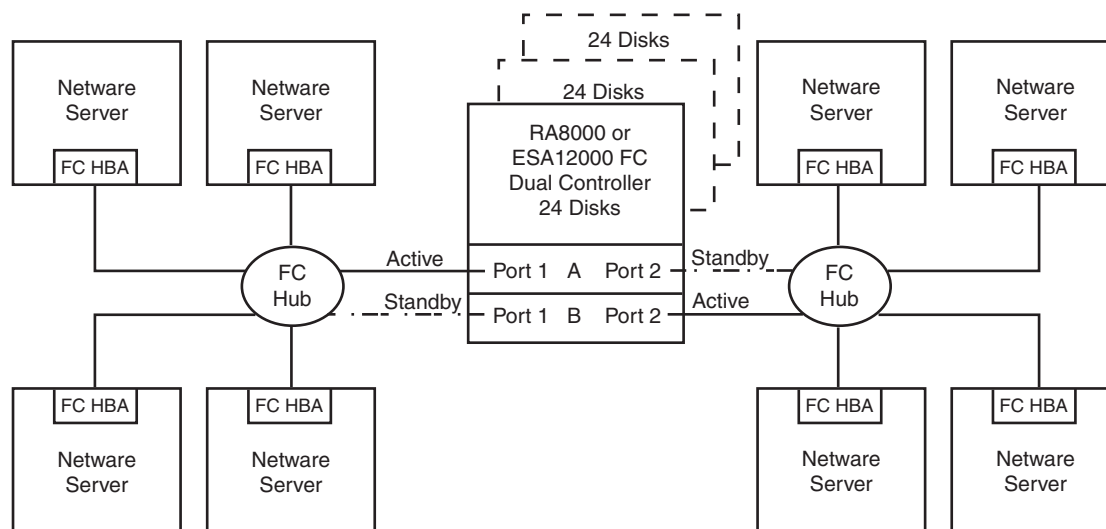 24 Disks
24 Disks
Netware
Server
FC HBA
Netware
Server
FC HBA
RA8000 or
ESA12000 FC
Dual Controller
24 Disks
Netware
Server
FC HBA
Netware
Server
FC HBA
FC
Hub
Active
Port 1 A Port 2
Standby
FC
Hub
Standby
Port 1 B Port 2
Active
FC HBA
Netware
Server
FC HBA
Netware
Server
FC HBA
Netware
Server
FC HBA
Netware
Server